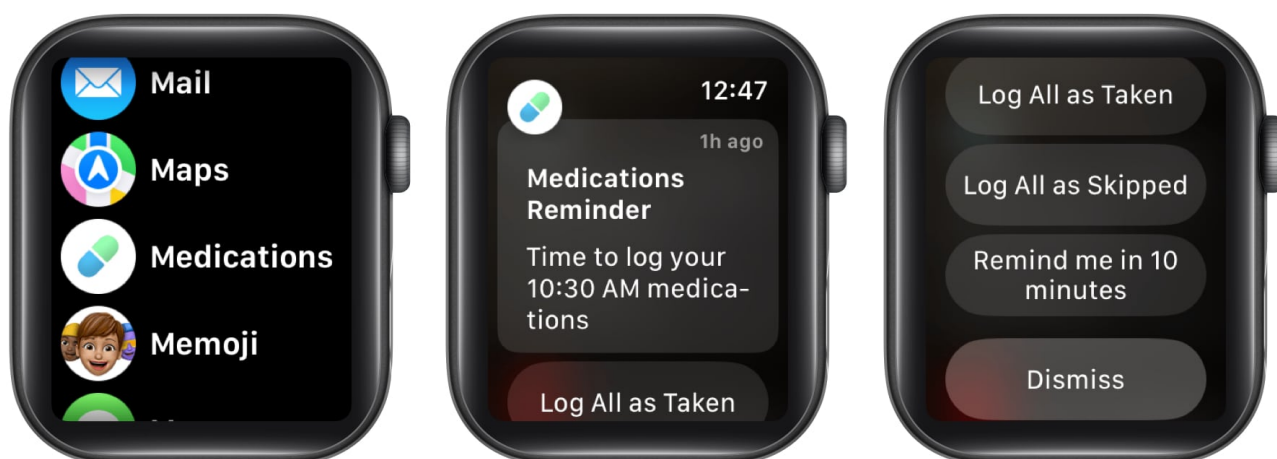 Mail
Maps
Medications
Memoji
12:47
1h ago
Medications
Reminder
Time to log your
10:30 AM medica-
tions
Log All as Taken
Log All as Taken
Log All as Skipped
Remind me in 10
minutes
Dismiss